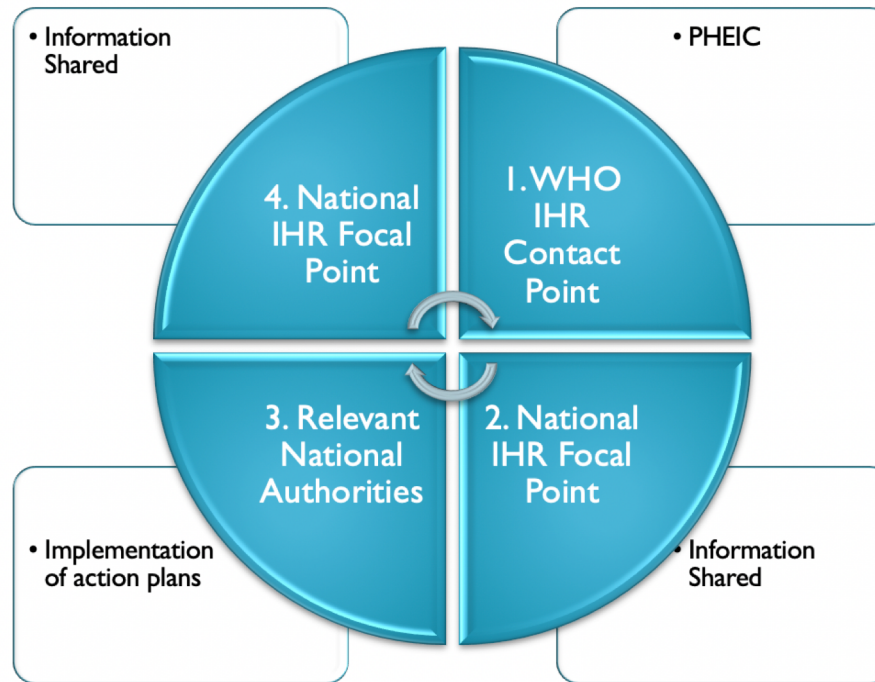 • Information
Shared
• PHEIC
4. National
IHR Focal
Point
1. WHO
IHR
Contact
Point
3. Relevant
National
Authorities
2. National
IHR Focal
Point
• Implementation
of action plans
• Information
Shared